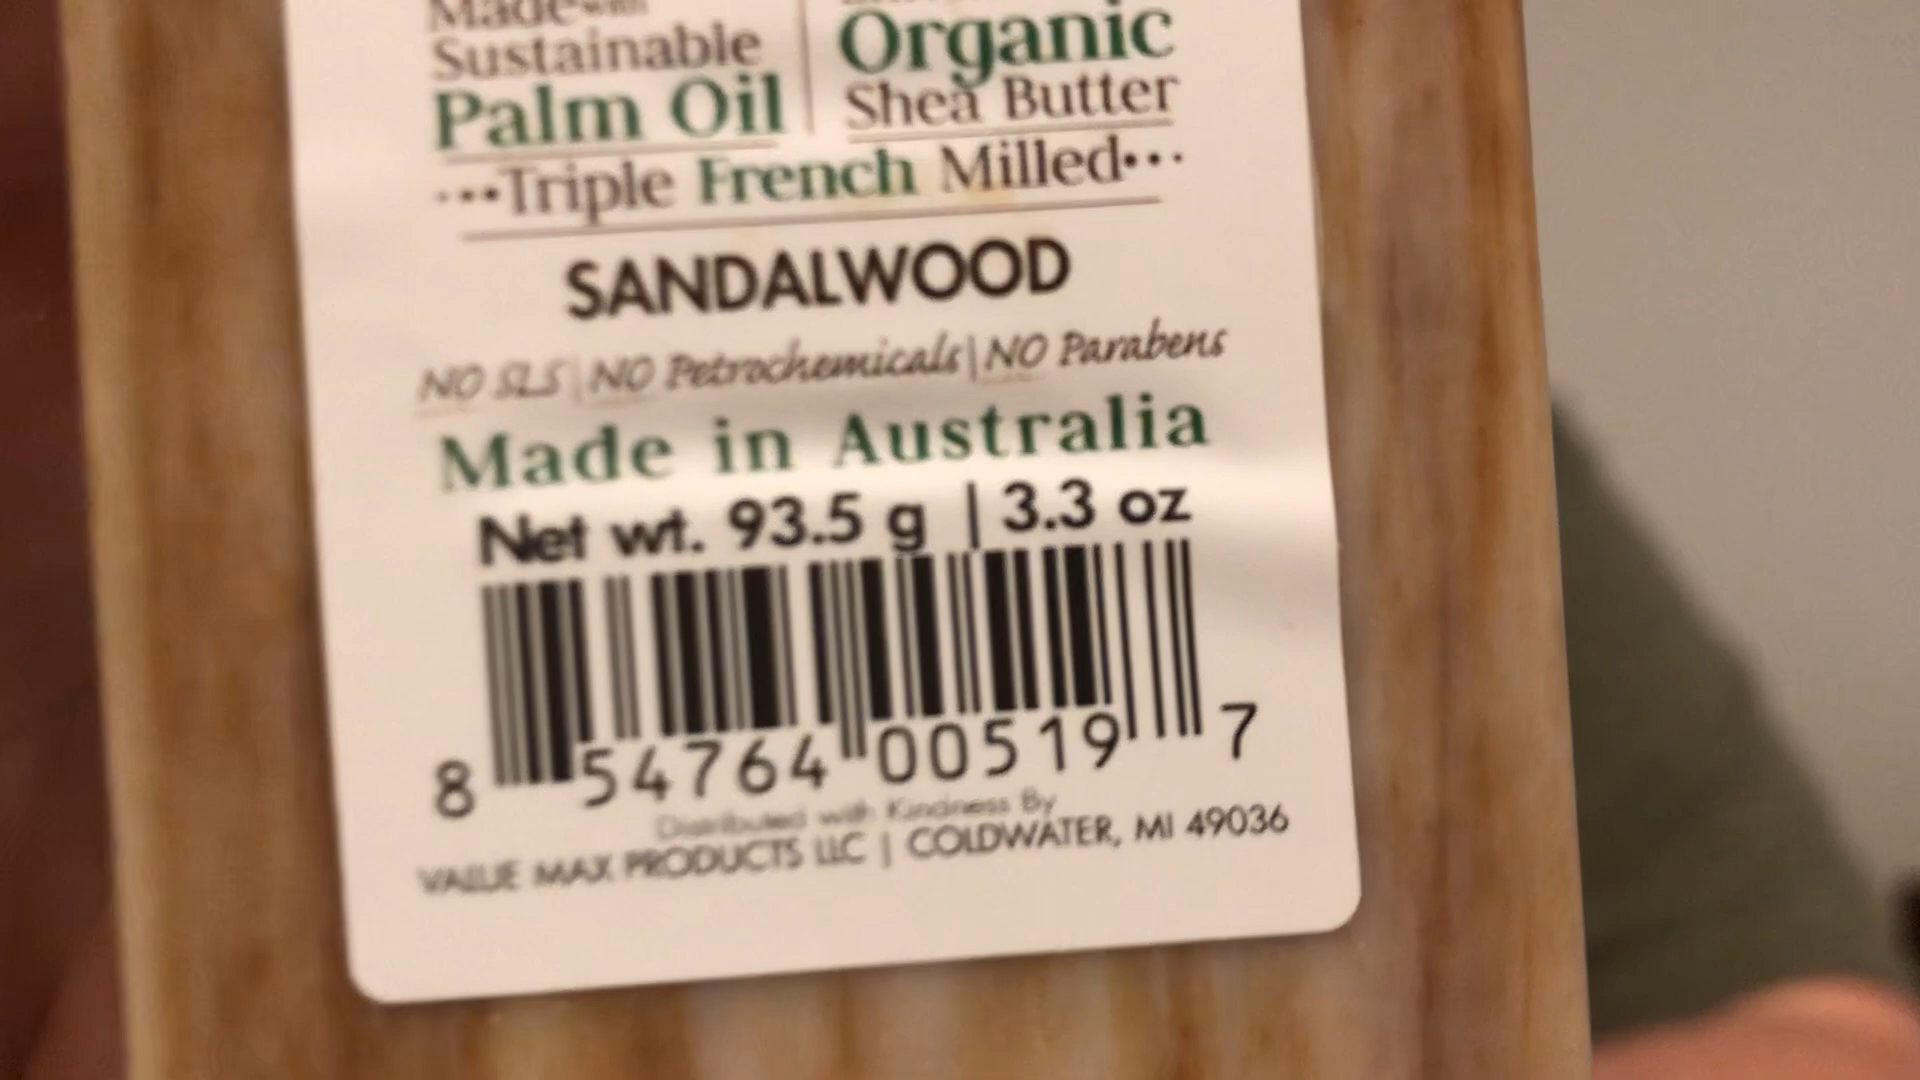 Made with
Sustainable
Palm Oil
Organic
Shea Butter
•••Triple French Milled•••
SANDALWOOD
NO SLS | NO Petrochemicals | NO Parabens
Made in Australia
Net wt. 93.5 g | 3.3 oz
8 54764 00519 7
Distributed with Kindness By
VALUE MAX PRODUCTS LLC | COLDWATER, MI 49036